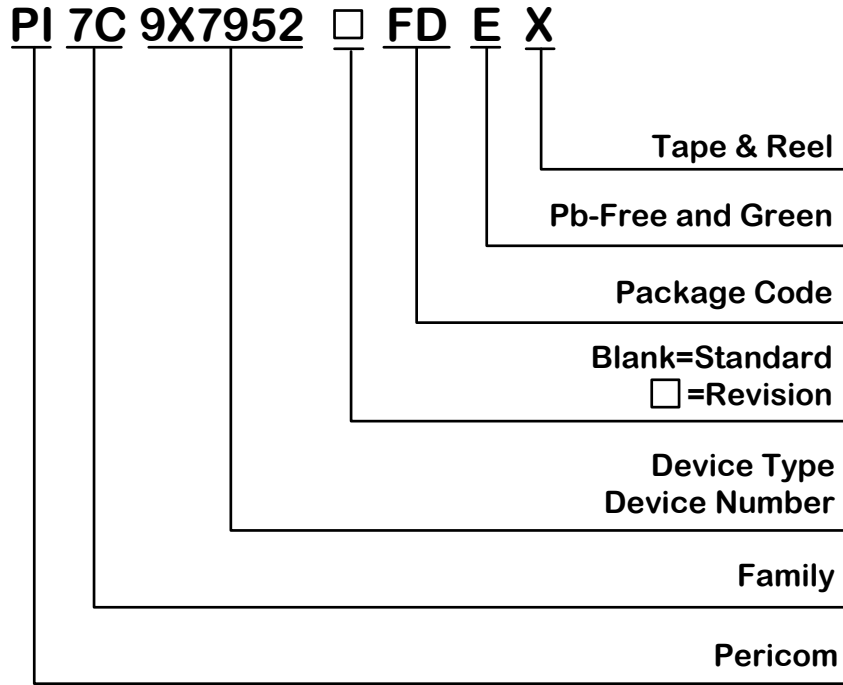 PI 7C 9X7952 □ FD E X
Tape & Reel
Pb-Free and Green
Package Code
Blank=Standard
□=Revision
Device Type
Device Number
Family
Pericom